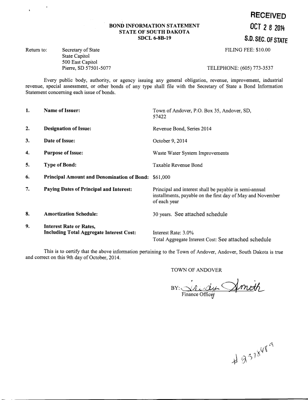 RECEIVED
OCT 28 2014
S.D. SEC. OF STATE
BOND INFORMATION STATEMENT
STATE OF SOUTH DAKOTA
SDCL 6-8B-19
Return to: Secretary of State FILING FEE: $10.00
State Capitol
500 East Capitol
Pierre, SD 57501-5077 TELEPHONE: (605) 773-3537
Every public body, authority, or agency issuing any general obligation, revenue, improvement, industrial
revenue, special assessment, or other bonds of any type shall file with the Secretary of State a Bond Information
Statement concerning each issue of bonds.
1. Name of Issuer: Town of Andover, P.O. Box 35, Andover, SD,
57422
2. Designation of Issue: Revenue Bond, Series 2014
3. Date of Issue: October 9, 2014
4. Purpose of Issue: Waste Water System Improvements
5. Type of Bond: Taxable Revenue Bond
6. Principal Amount and Denomination of Bond: $61,000
7. Paying Dates of Principal and Interest: Principal and interest shall be payable in semi-annual
installments, payable on the first day of May and November
of each year
8. Amortization Schedule: 30 years. See attached schedule
9. Interest Rate or Rates,
Including Total Aggregate Interest Cost: Interest Rate: 3.0%
Total Aggregate Interest Cost: See attached schedule
This is to certify that the above information pertaining to the Town of Andover, Andover, South Dakota is true
and correct on this 9th day of October, 2014.
TOWN OF ANDOVER
BY: Smith
Finance Officer